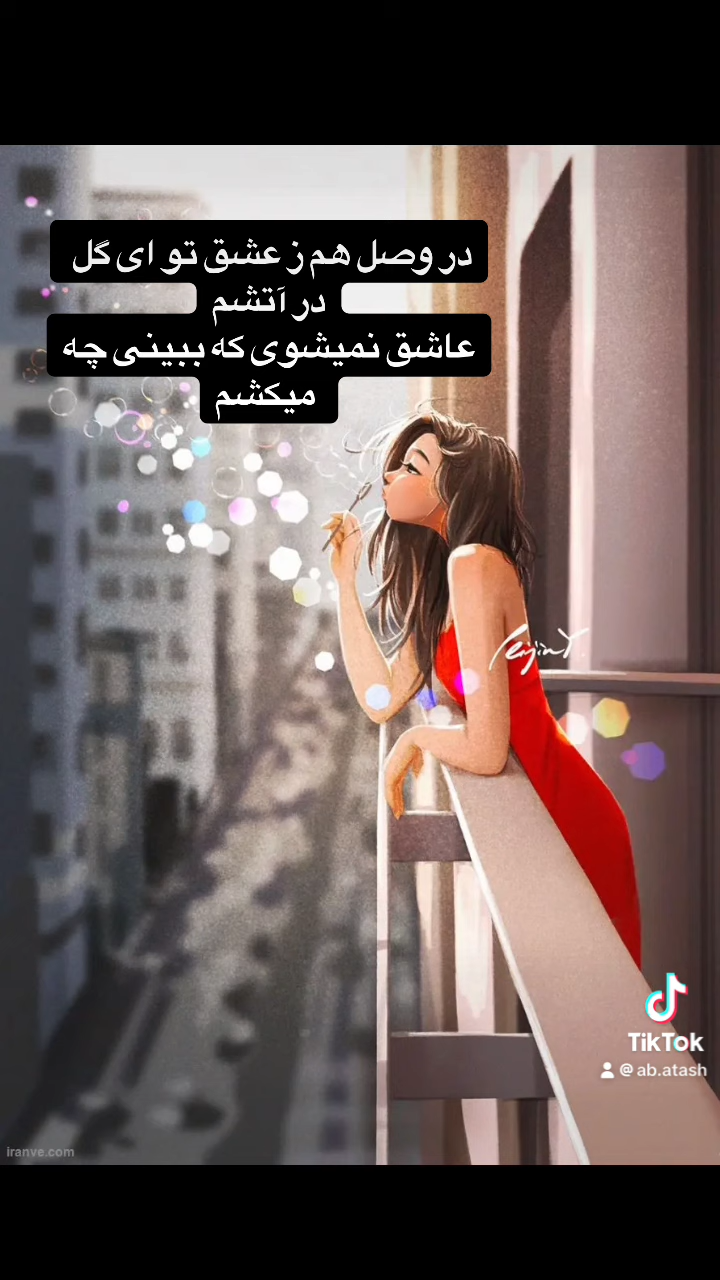 در وصل هم ز عشق تو ای گل
در آتشم
عاشق نمیشوی که ببینی چه
میکشم
TikTok
@ab.atash
iranve.com